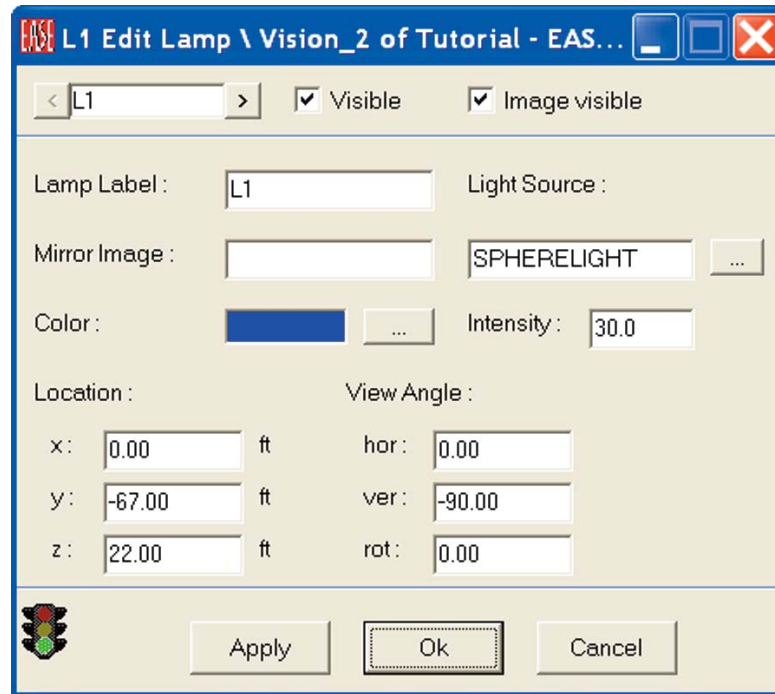 EASE L1 Edit Lamp \ Vision_2 of Tutorial - EAS...
< L1 > Visible Image visible
Lamp Label : L1 Light Source :
Mirror Image : SPHERELIGHT ...
Color : ... Intensity : 30.0
Location : View Angle :
x : 0.00 ft hor : 0.00
y : -67.00 ft ver : -90.00
z : 22.00 ft rot : 0.00
Apply Ok Cancel